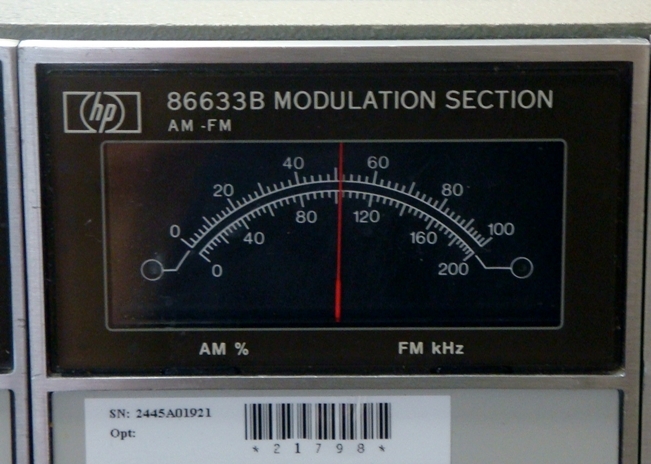 hp
86633B MODULATION SECTION
AM -FM
0 20 40 60 80 100
0 40 80 120 160 200
AM % FM kHz
SN: 2445A01921
Opt:
* 2 1 7 9 8 *